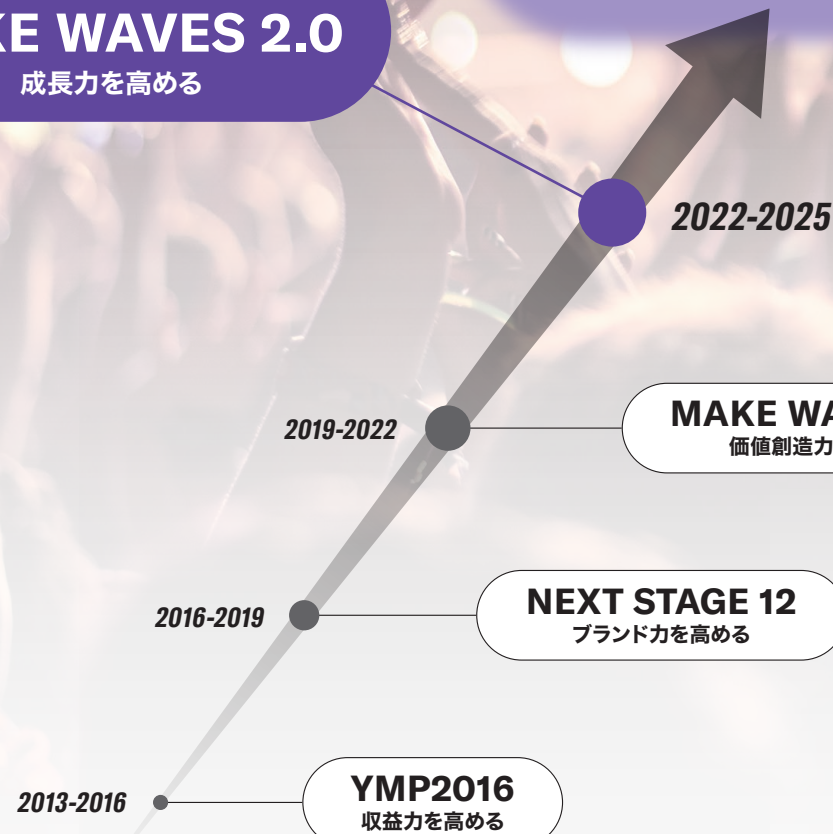 KE WAVES 2.0
成長力を高める
2022-2025
2019-2022
MAKE WA
価値創造力
2016-2019
NEXT STAGE 12
ブランド力を高める
2013-2016
YMP2016
収益力を高める